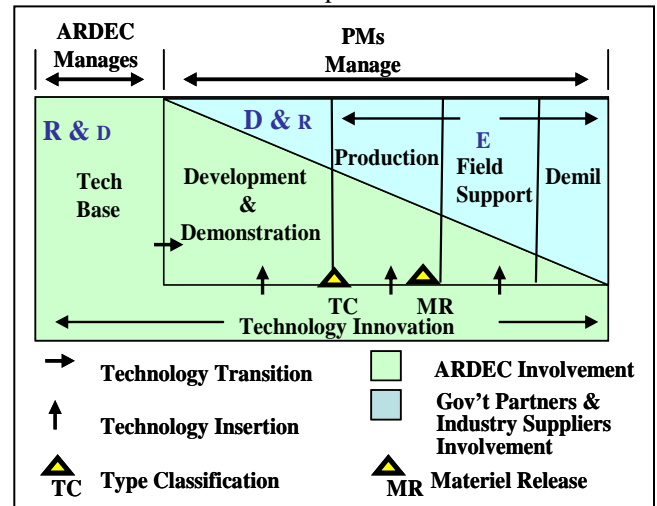 ARDEC
Manages
PMs
Manage
R & D
D & R
E
Tech
Base
Development
&
Demonstration
Production
Field
Support
Demil
TC
MR
Technology Innovation
Technology Transition
Technology Insertion
TC
Type Classification
ARDEC Involvement
Gov't Partners &
Industry Suppliers
Involvement
MR
Materiel Release